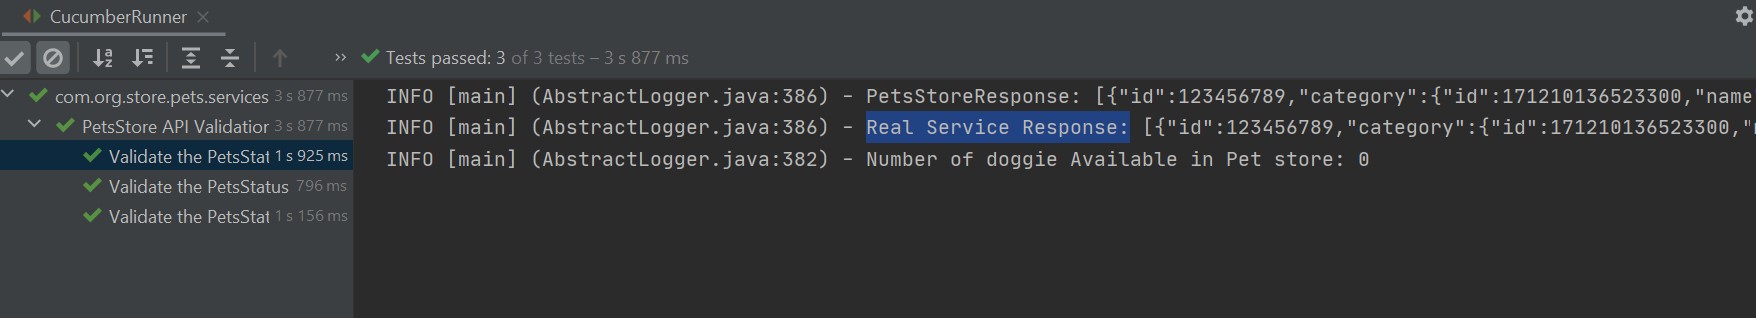 CucumberRunner
Tests passed: 3 of 3 tests – 3 s 877 ms
com.org.store.pets.services 3 s 877 ms
PetsStore API Validation 3 s 877 ms
Validate the PetsStat 1 s 925 ms
Validate the PetsStatus 796 ms
Validate the PetsStat 1 s 156 ms
INFO [main] (AbstractLogger.java:386) - PetsStoreResponse: [{"id":123456789,"category":{"id":171210136523300,"name
INFO [main] (AbstractLogger.java:386) - Real Service Response: [{"id":123456789,"category":{"id":171210136523300,"
INFO [main] (AbstractLogger.java:382) - Number of doggie Available in Pet store: 0